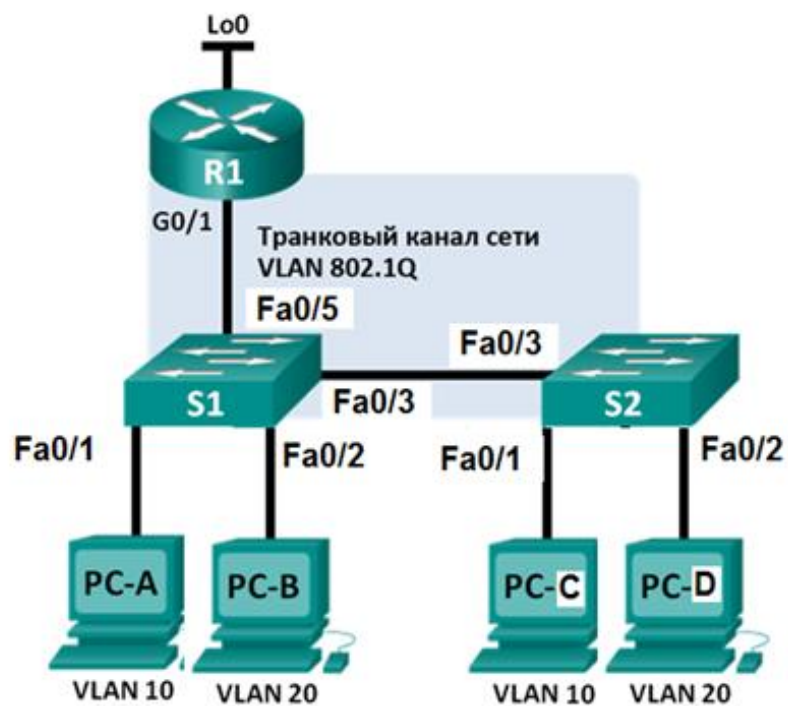 Lo0
R1
G0/1
Транковый канал сети
VLAN 802.1Q
Fa0/5
Fa0/3
S1
Fa0/3
S2
Fa0/1
Fa0/2
Fa0/1
Fa0/2
PC-A
PC-B
PC-C
PC-D
VLAN 10
VLAN 20
VLAN 10
VLAN 20